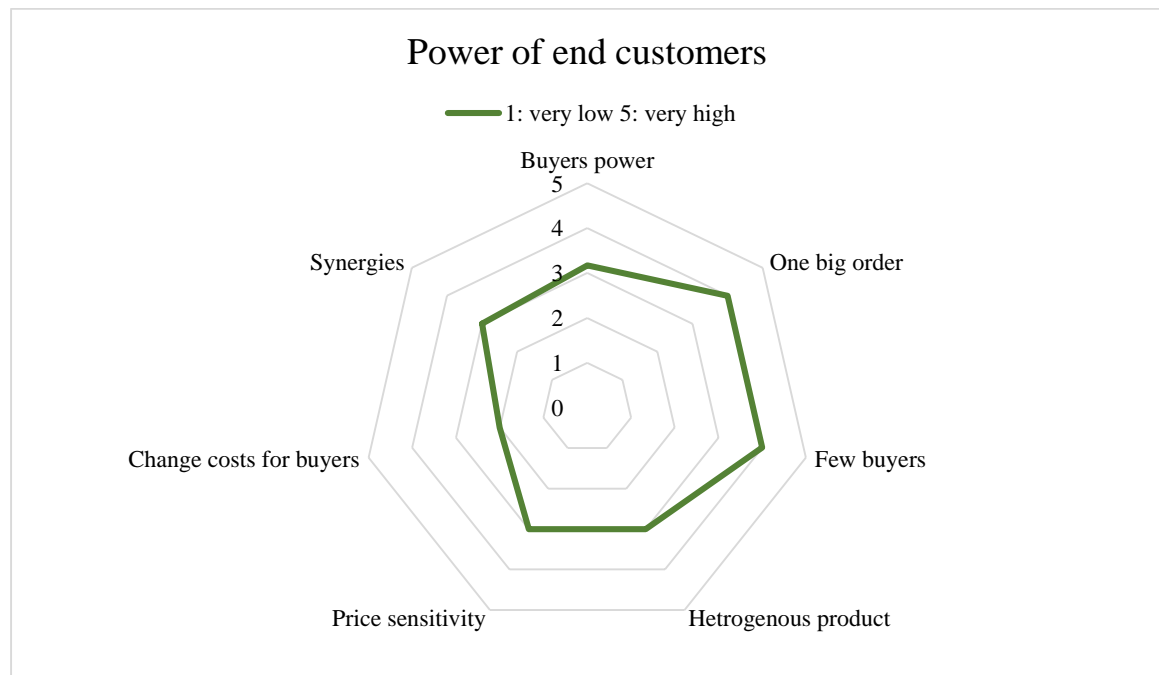 Power of end customers
1: very low 5: very high
Buyers power
5
4
3
2
1
0
One big order
Few buyers
Hetrogenous product
Price sensitivity
Change costs for buyers
Synergies